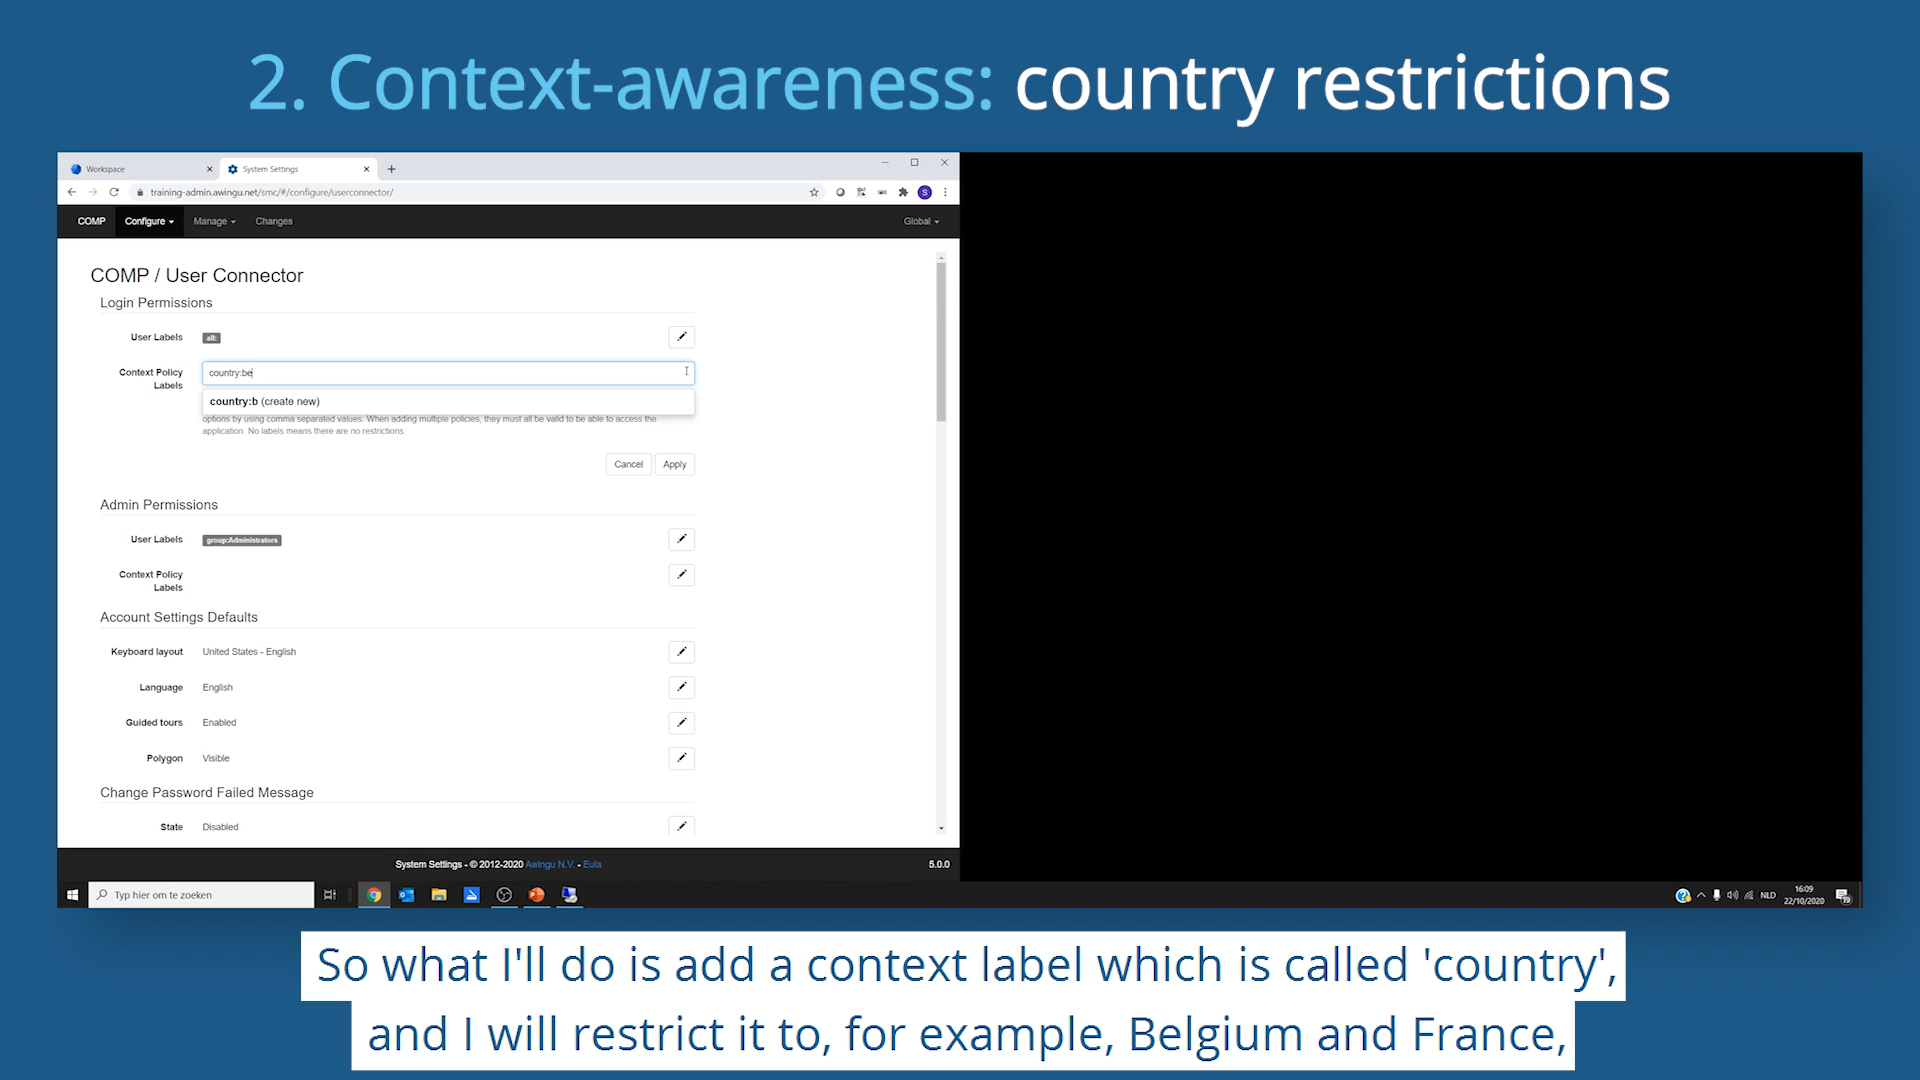 2. Context-awareness: country restrictions
Workspace
System Settings
training-admin.awingu.net/smc/#/configure/userconnector/
S
COMP Configure Manage Changes Global
COMP / User Connector
Login Permissions
User Labels all:
Context Policy Labels country:be
country:b (create new)
options by using comma separated values. When adding multiple policies, they must all be valid to be able to access the
application. No labels means there are no restrictions.
Cancel Apply
Admin Permissions
User Labels group:Administrators
Context Policy Labels
Account Settings Defaults
Keyboard layout United States - English
Language English
Guided tours Enabled
Polygon Visible
Change Password Failed Message
State Disabled
System Settings - © 2012-2020 Awingu N.V. - Eula 5.0.0
Typ hier om te zoeken
NLD
16:09
22/10/2020
19
So what I'll do is add a context label which is called 'country',
and I will restrict it to, for example, Belgium and France,